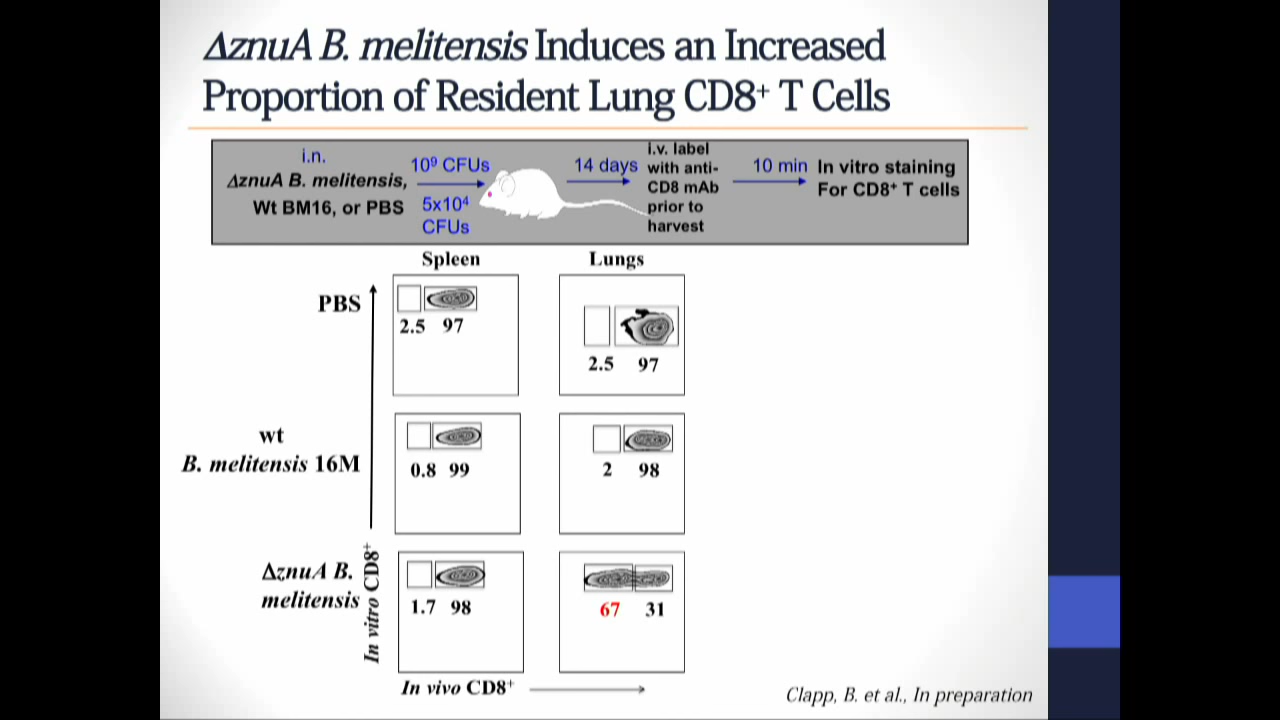 ΔznuA B. melitensis Induces an Increased
Proportion of Resident Lung CD8⁺ T Cells
i.n.
ΔznuA B. melitensis,
Wt BM16, or PBS
10⁹ CFUs
5x10⁴
CFUs
14 days
i.v. label
with anti-
CD8 mAb
prior to
harvest
10 min
In vitro staining
For CD8⁺ T cells
Spleen
Lungs
PBS
2.5 97
2.5 97
wt
B. melitensis 16M
0.8 99
2 98
ΔznuA B.
melitensis
1.7 98
67 31
In vitro CD8⁺
In vivo CD8⁺
Clapp, B. et al., In preparation